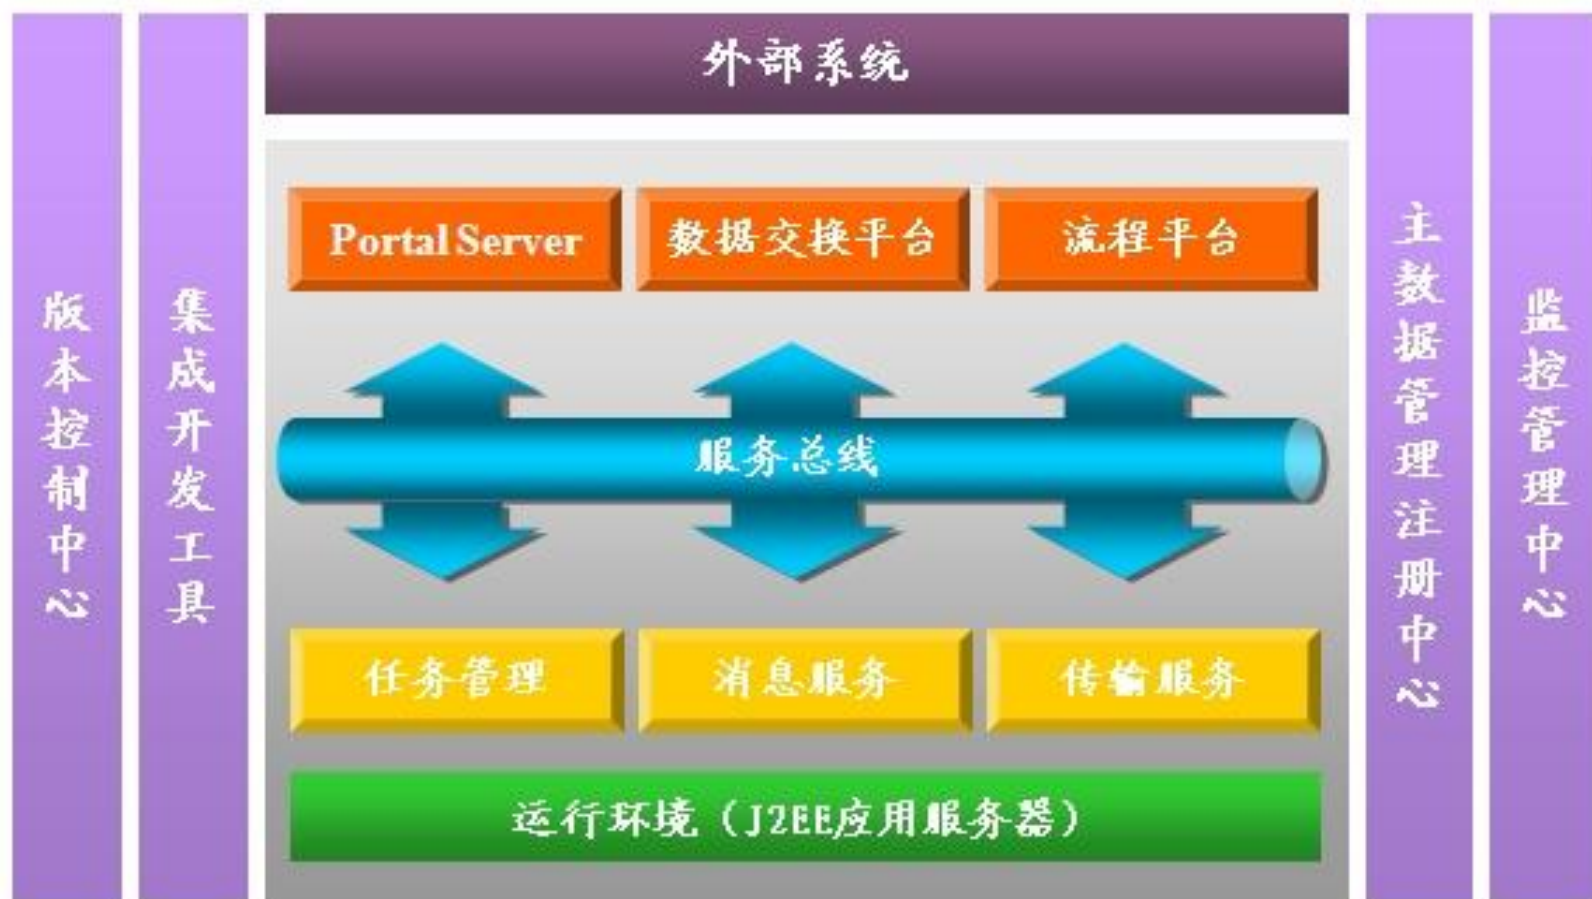 版本控制中心
集成开发工具
外部系统
Portal Server
数据交换平台
流程平台
服务总线
任务管理
消息服务
传输服务
运行环境（J2EE应用服务器）
主数据管理注册中心
监控管理中心